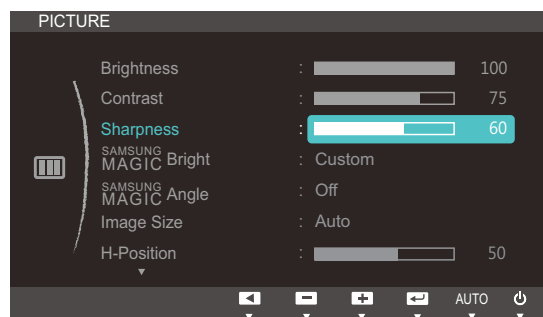 PICTURE
Brightness : 100
Contrast : 75
Sharpness : 60
SAMSUNG MAGIC Bright : Custom
SAMSUNG MAGIC Angle : Off
Image Size : Auto
H-Position : 50
AUTO